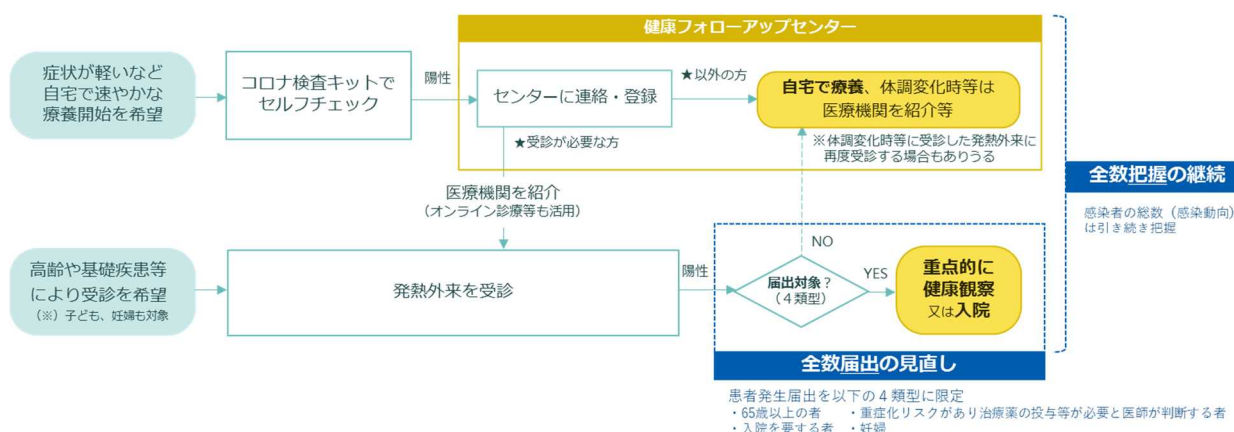 健康フォローアップセンター
症状が軽いなど
自宅で速やかな
療養開始を希望
コロナ検査キットで
セルフチェック
陽性
センターに連絡・登録
★以外の方
自宅で療養、体調変化時等は
医療機関を紹介等
★受診が必要な方
※体調変化時等に受診した発熱外来に
再度受診する場合もありうる
医療機関を紹介
(オンライン診療等も活用)
全数把握の継続
感染者の総数(感染動向)
は引き続き把握
高齢や基礎疾患等
により受診を希望
(※)子ども、妊婦も対象
発熱外来を受診
陽性
NO
届出対象?
(4類型)
YES
重点的に
健康観察
又は入院
全数届出の見直し
患者発生届出を以下の4類型に限定
・65歳以上の者 ・重症化リスクがあり治療薬の投与等が必要と医師が判断する者
・入院を要する者 ・妊婦